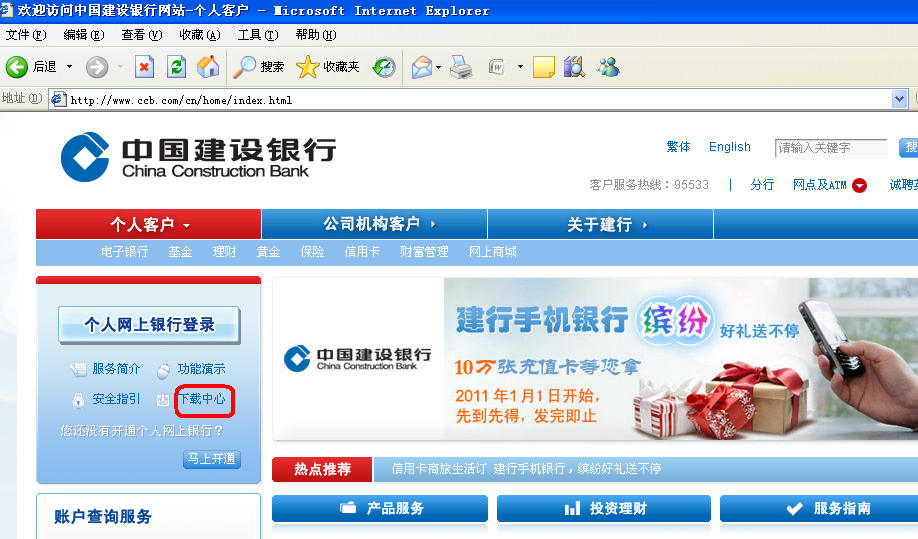 欢迎访问中国建设银行网站-个人客户 - Microsoft Internet Explorer
文件(F) 编辑(E) 查看(V) 收藏(A) 工具(T) 帮助(H)
后退 搜索 收藏夹
地址(D) http://www.ccb.com/cn/home/index.html
中国建设银行
China Construction Bank
繁体 English 请输入关键字 搜
客户服务热线：95533 | 分行 网点及ATM 诚聘英
个人客户 公司机构客户 关于建行
电子银行 基金 理财 黄金 保险 信用卡 财富管理 网上商城
个人网上银行登录
服务简介 功能演示
安全指引 下载中心
您还没有开通个人网上银行？
马上开通
账户查询服务
中国建设银行
China Construction Bank
建行手机银行 缤纷 好礼送不停
10万张充值卡等您拿
2011年1月1日开始，
先到先得，发完即止
热点推荐 信用卡商旅生活订 建行手机银行，缤纷好礼送不停
产品服务 投资理财 服务指南